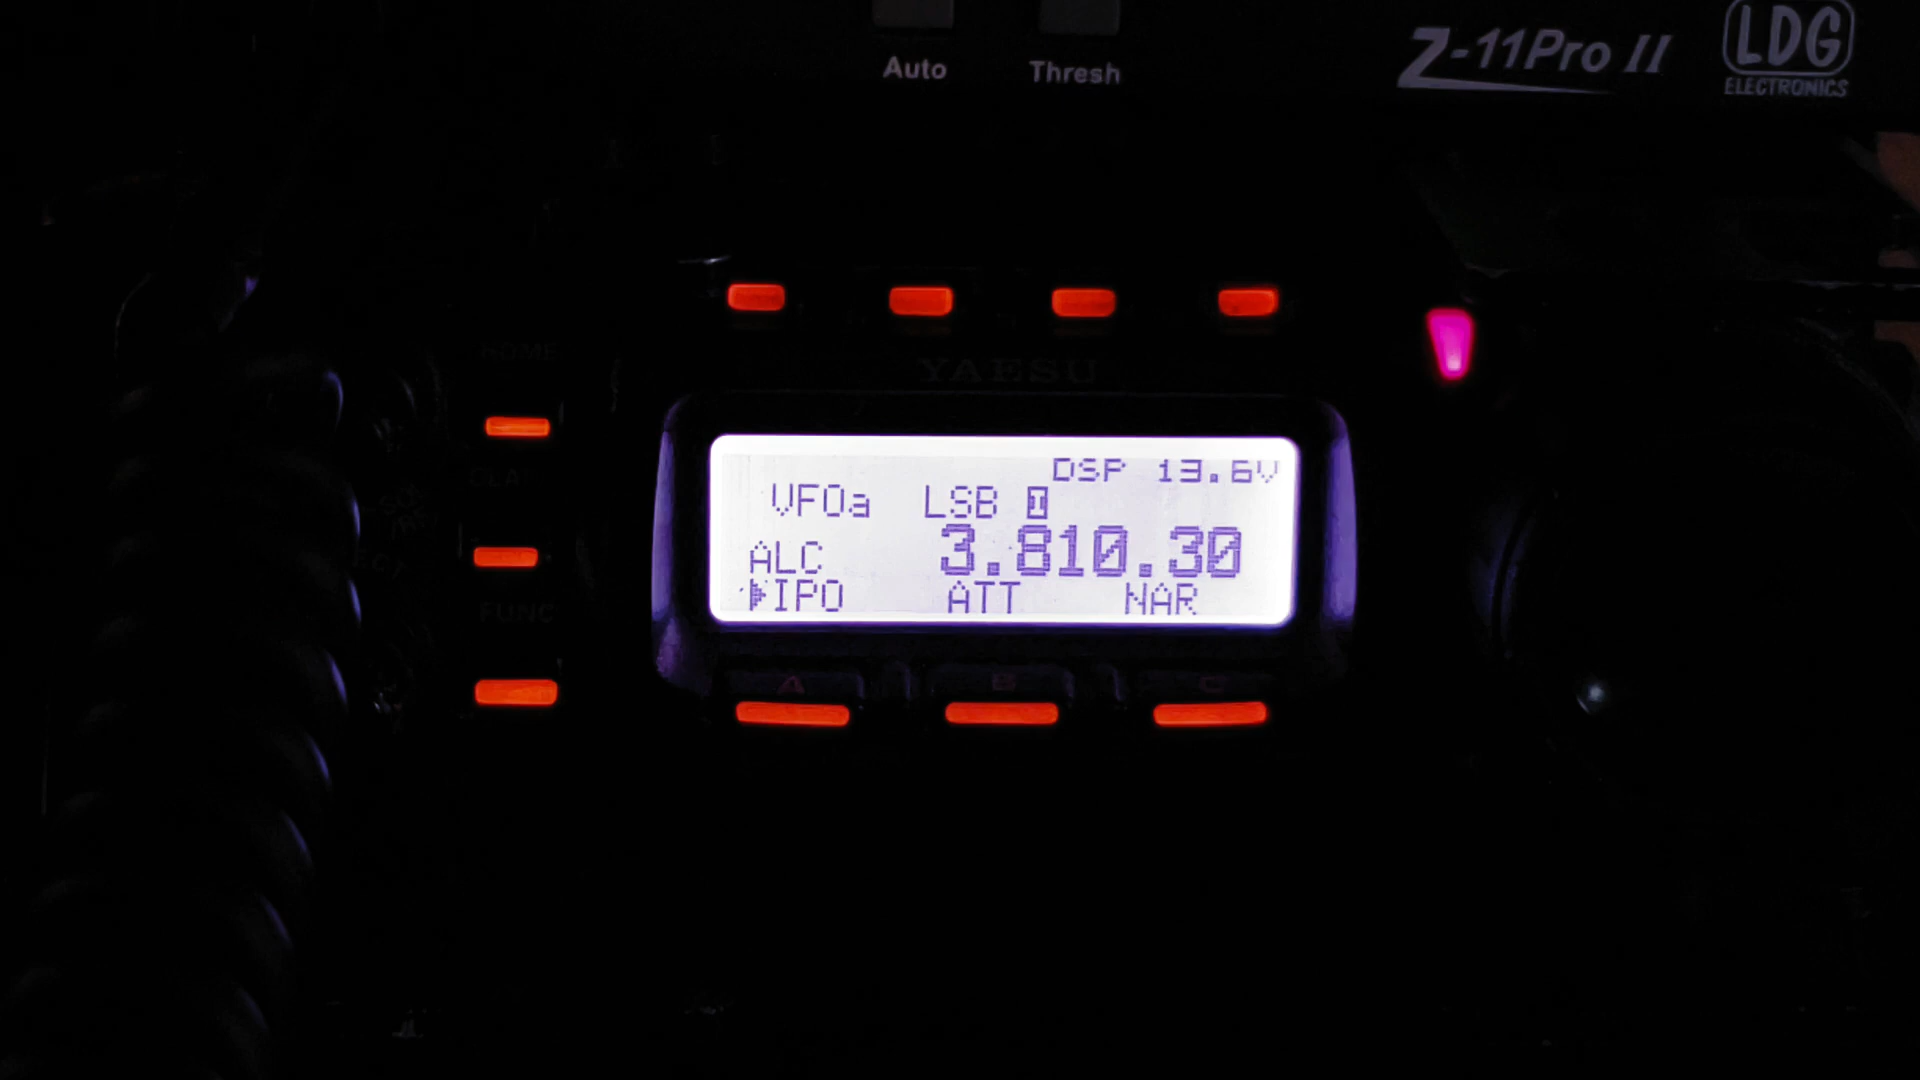 Auto Thresh
Z-11Pro II
LDG
ELECTRONICS
HOME
YAESU
DSP 13.6V
VFOa LSB
3.810.30
ALC
IPO ATT NAR
FUNC
A B C